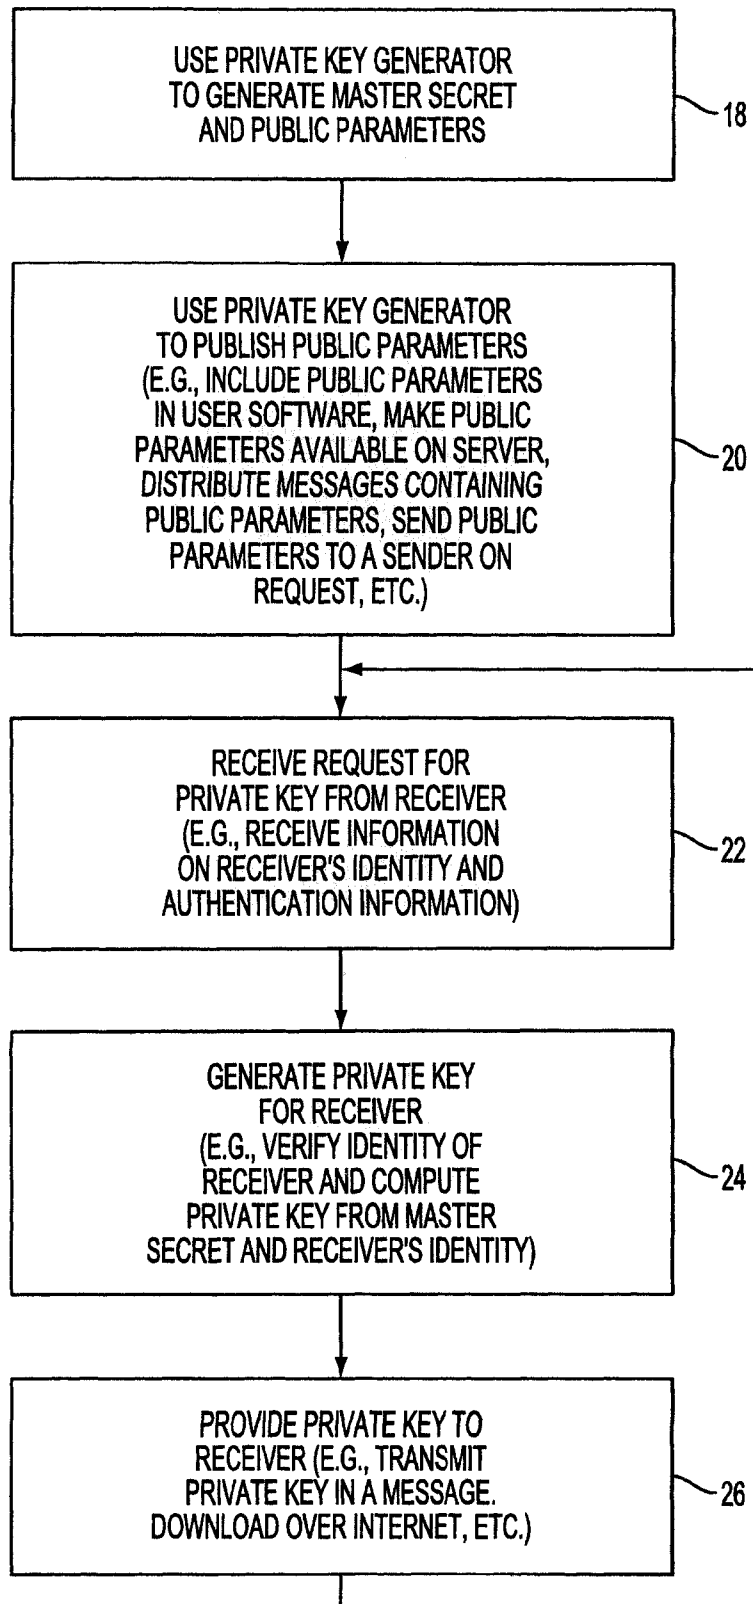 USE PRIVATE KEY GENERATOR
TO GENERATE MASTER SECRET
AND PUBLIC PARAMETERS
18
USE PRIVATE KEY GENERATOR
TO PUBLISH PUBLIC PARAMETERS
(E.G., INCLUDE PUBLIC PARAMETERS
IN USER SOFTWARE, MAKE PUBLIC
PARAMETERS AVAILABLE ON SERVER,
DISTRIBUTE MESSAGES CONTAINING
PUBLIC PARAMETERS, SEND PUBLIC
PARAMETERS TO A SENDER ON
REQUEST, ETC.)
20
RECEIVE REQUEST FOR
PRIVATE KEY FROM RECEIVER
(E.G., RECEIVE INFORMATION
ON RECEIVER'S IDENTITY AND
AUTHENTICATION INFORMATION)
22
GENERATE PRIVATE KEY
FOR RECEIVER
(E.G., VERIFY IDENTITY OF
RECEIVER AND COMPUTE
PRIVATE KEY FROM MASTER
SECRET AND RECEIVER'S IDENTITY)
24
PROVIDE PRIVATE KEY TO
RECEIVER (E.G., TRANSMIT
PRIVATE KEY IN A MESSAGE.
DOWNLOAD OVER INTERNET, ETC.)
26